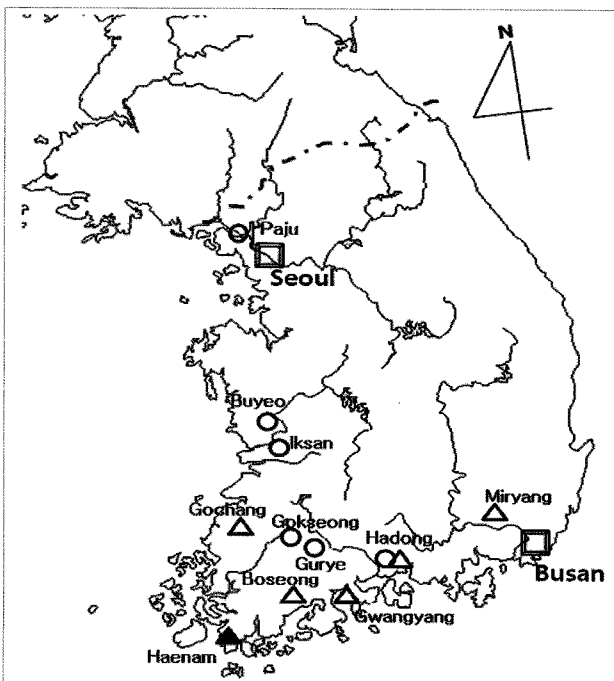 N
Paju
Seoul
Buyeo
Iksan
Gochang
Gokseong
Miryang
Hadong
Gurye
Busan
Boseong
Gwangyang
Haenam